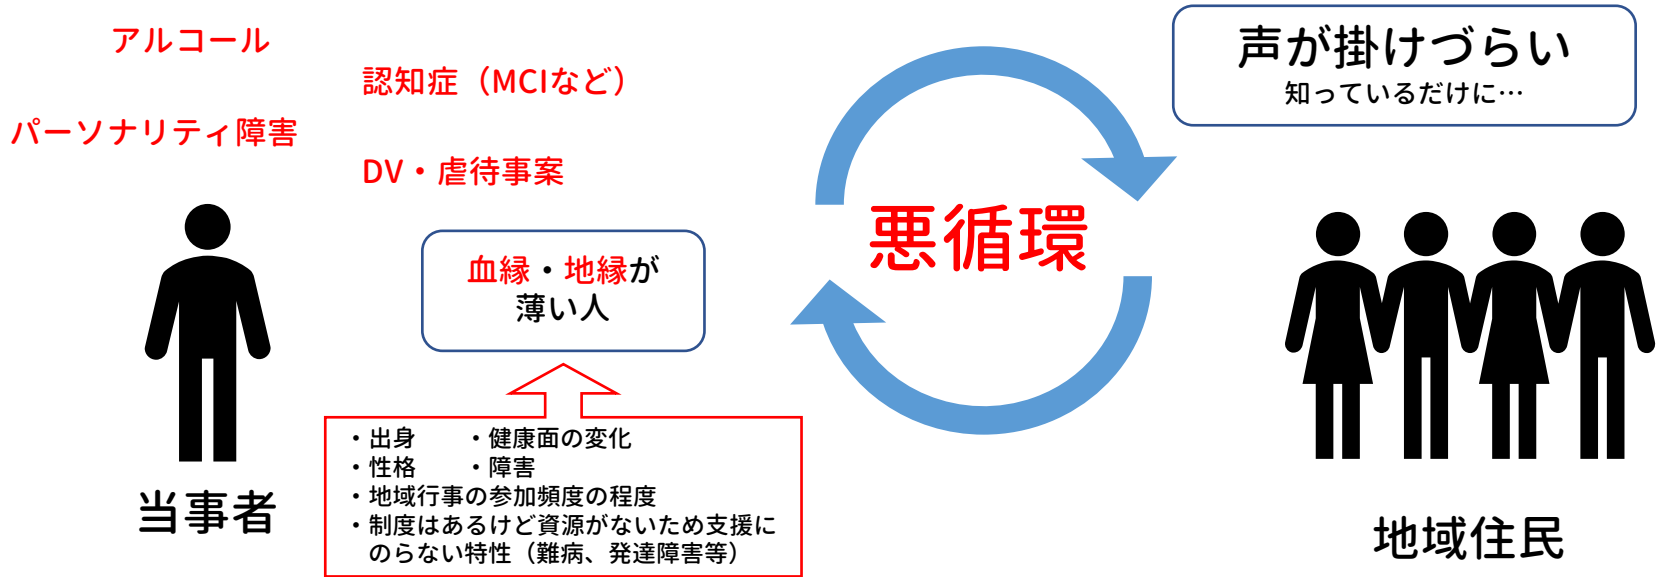 アルコール
認知症（MCIなど）
パーソナリティ障害
DV・虐待事案
血縁・地縁が
薄い人
・出身　・健康面の変化
・性格　・障害
・地域行事の参加頻度の程度
・制度はあるけど資源がないため支援に
のらない特性（難病、発達障害等）
当事者
悪循環
声が掛けづらい
知っているだけに…
地域住民